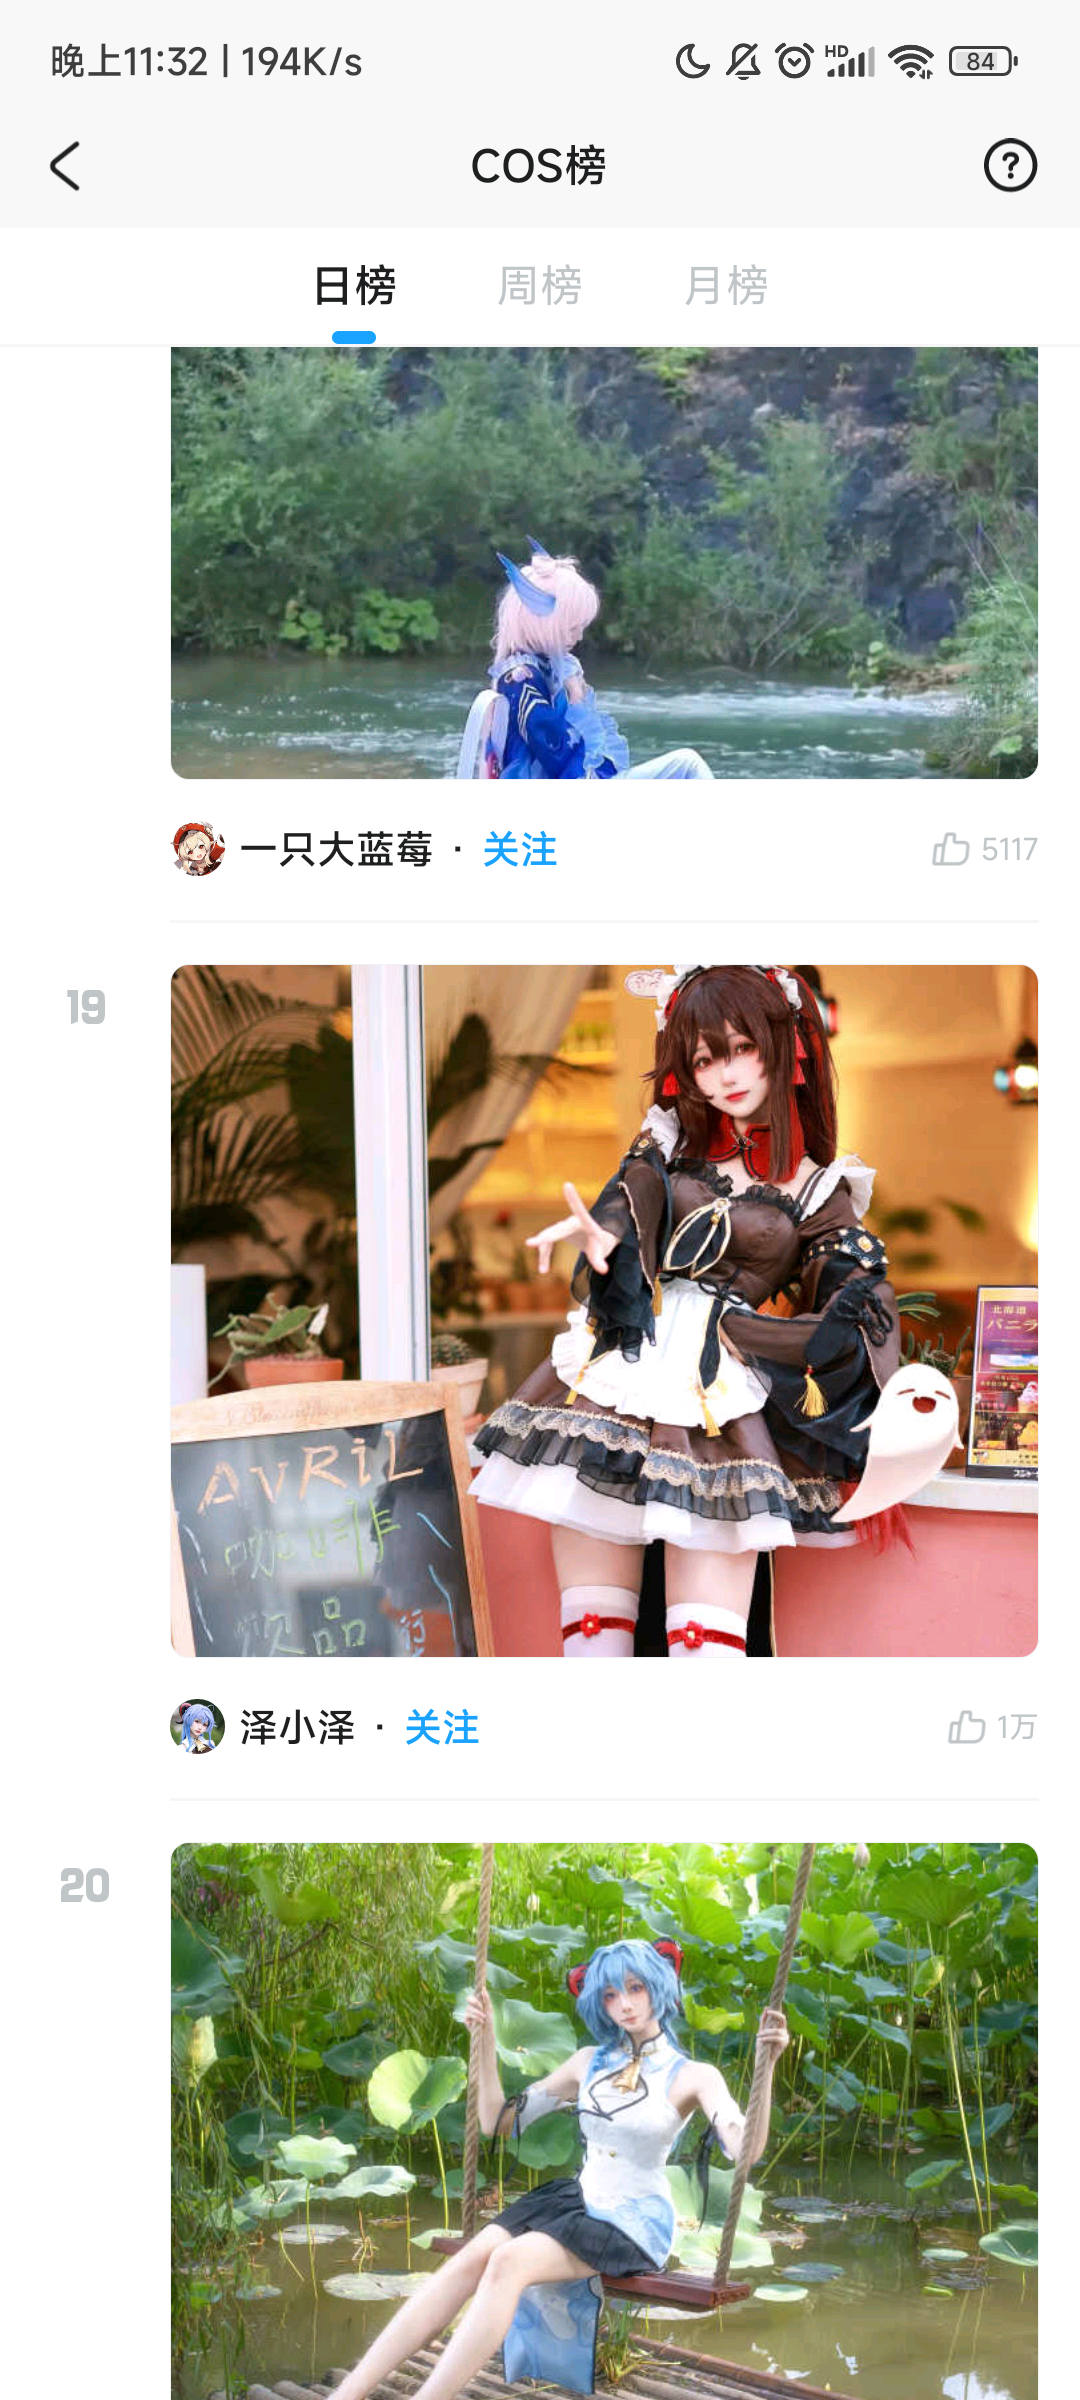 晚上11:32 | 194K/s
HD
84
COS榜
日榜
周榜
月榜
一只大蓝莓 · 关注
5117
19
AVRiL
咖啡
饮品
北海道
バニラ
泽小泽 · 关注
1万
20